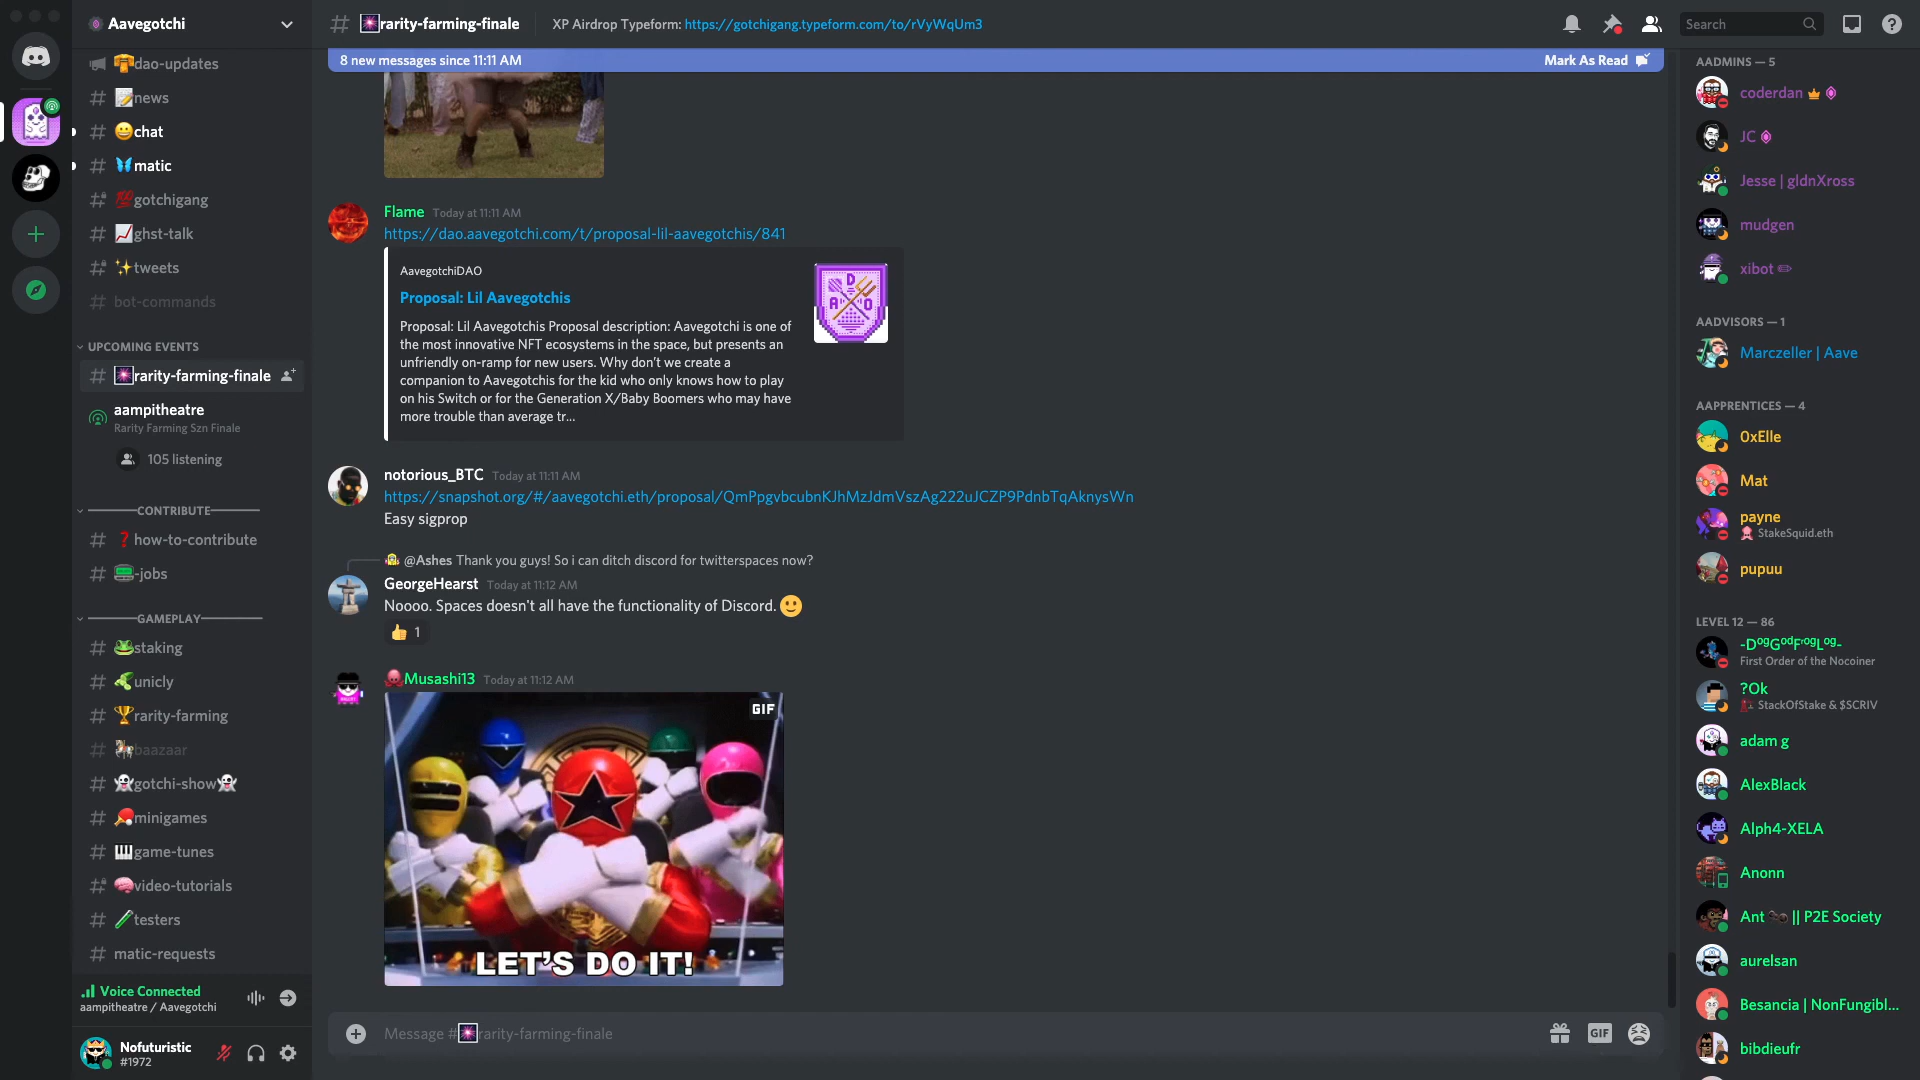 Aavegotchi
dao-updates
news
chat
matic
gotchigang
ghst-talk
tweets
bot-commands
UPCOMING EVENTS
rarity-farming-finale
aampitheatre
Rarity Farming Szn Finale
105 listening
CONTRIBUTE
how-to-contribute
-jobs
GAMEPLAY
staking
unicly
rarity-farming
baazaar
gotchi-show
minigames
game-tunes
video-tutorials
testers
matic-requests
Voice Connected
aampitheatre / Aavegotchi
Nofuturistic
#1972
rarity-farming-finale
XP Airdrop Typeform: https://gotchigang.typeform.com/to/rVyWqUm3
Search
8 new messages since 11:11 AM
Mark As Read
Flame Today at 11:11 AM
https://dao.aavegotchi.com/t/proposal-lil-aavegotchis/841
AavegotchiDAO
Proposal: Lil Aavegotchis
Proposal: Lil Aavegotchis Proposal description: Aavegotchi is one of
the most innovative NFT ecosystems in the space, but presents an
unfriendly on-ramp for new users. Why don't we create a
companion to Aavegotchis for the kid who only knows how to play
on his Switch or for the Generation X/Baby Boomers who may have
more trouble than average tr...
D
A O
notorious_BTC Today at 11:11 AM
https://snapshot.org/#/aavegotchi.eth/proposal/QmPpgvbcubnKJhMzJdmVszAg222uJCZP9PdnbTqAknysWn
Easy sigprop
@Ashes Thank you guys! So i can ditch discord for twitterspaces now?
GeorgeHearst Today at 11:12 AM
Noooo. Spaces doesn't all have the functionality of Discord. 🙂
👍 1
Musashi13 Today at 11:12 AM
GIF
LET'S DO IT!
Message #rarity-farming-finale
GIF
AADMINS — 5
coderdan
JC
Jesse | gldnXross
mudgen
xibot
AADVISORS — 1
Marczeller | Aave
AAPRENTICES — 4
0xElle
Mat
payne
StakeSquid.eth
pupuu
LEVEL 12 — 86
-DᵒᵍGᵒᵈFʳᵒᵍLᵒᵍ-
First Order of the Nocoiner
?Ok
StackOfStake & $SCRIV
adam g
AlexBlack
Alph4-XELA
Anonn
Ant || P2E Society
aurelsan
Besancia | NonFungibl...
bibdieufr